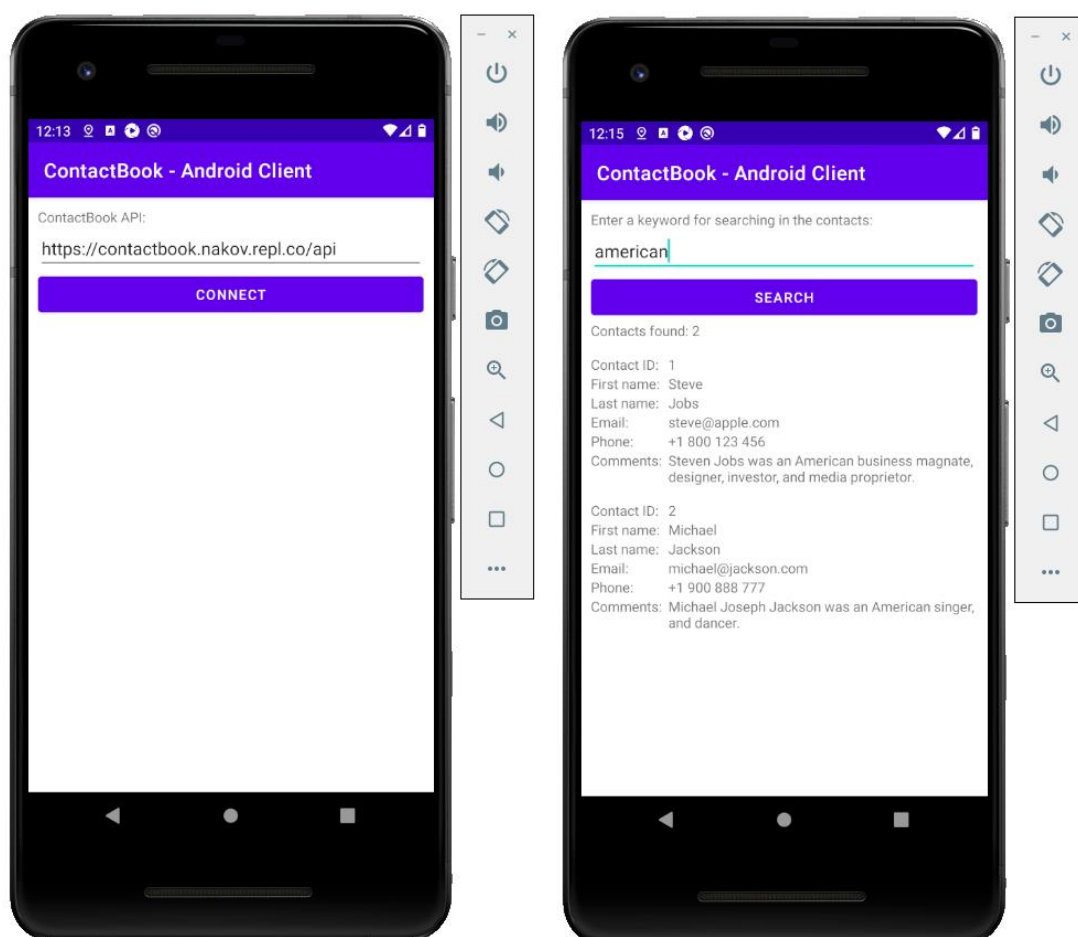 12:13
ContactBook - Android Client
ContactBook API:
https://contactbook.nakov.repl.co/api
CONNECT
12:15
ContactBook - Android Client
Enter a keyword for searching in the contacts:
american
SEARCH
Contacts found: 2
Contact ID: 1
First name: Steve
Last name: Jobs
Email: steve@apple.com
Phone: +1 800 123 456
Comments: Steven Jobs was an American business magnate,
designer, investor, and media proprietor.
Contact ID: 2
First name: Michael
Last name: Jackson
Email: michael@jackson.com
Phone: +1 900 888 777
Comments: Michael Joseph Jackson was an American singer,
and dancer.